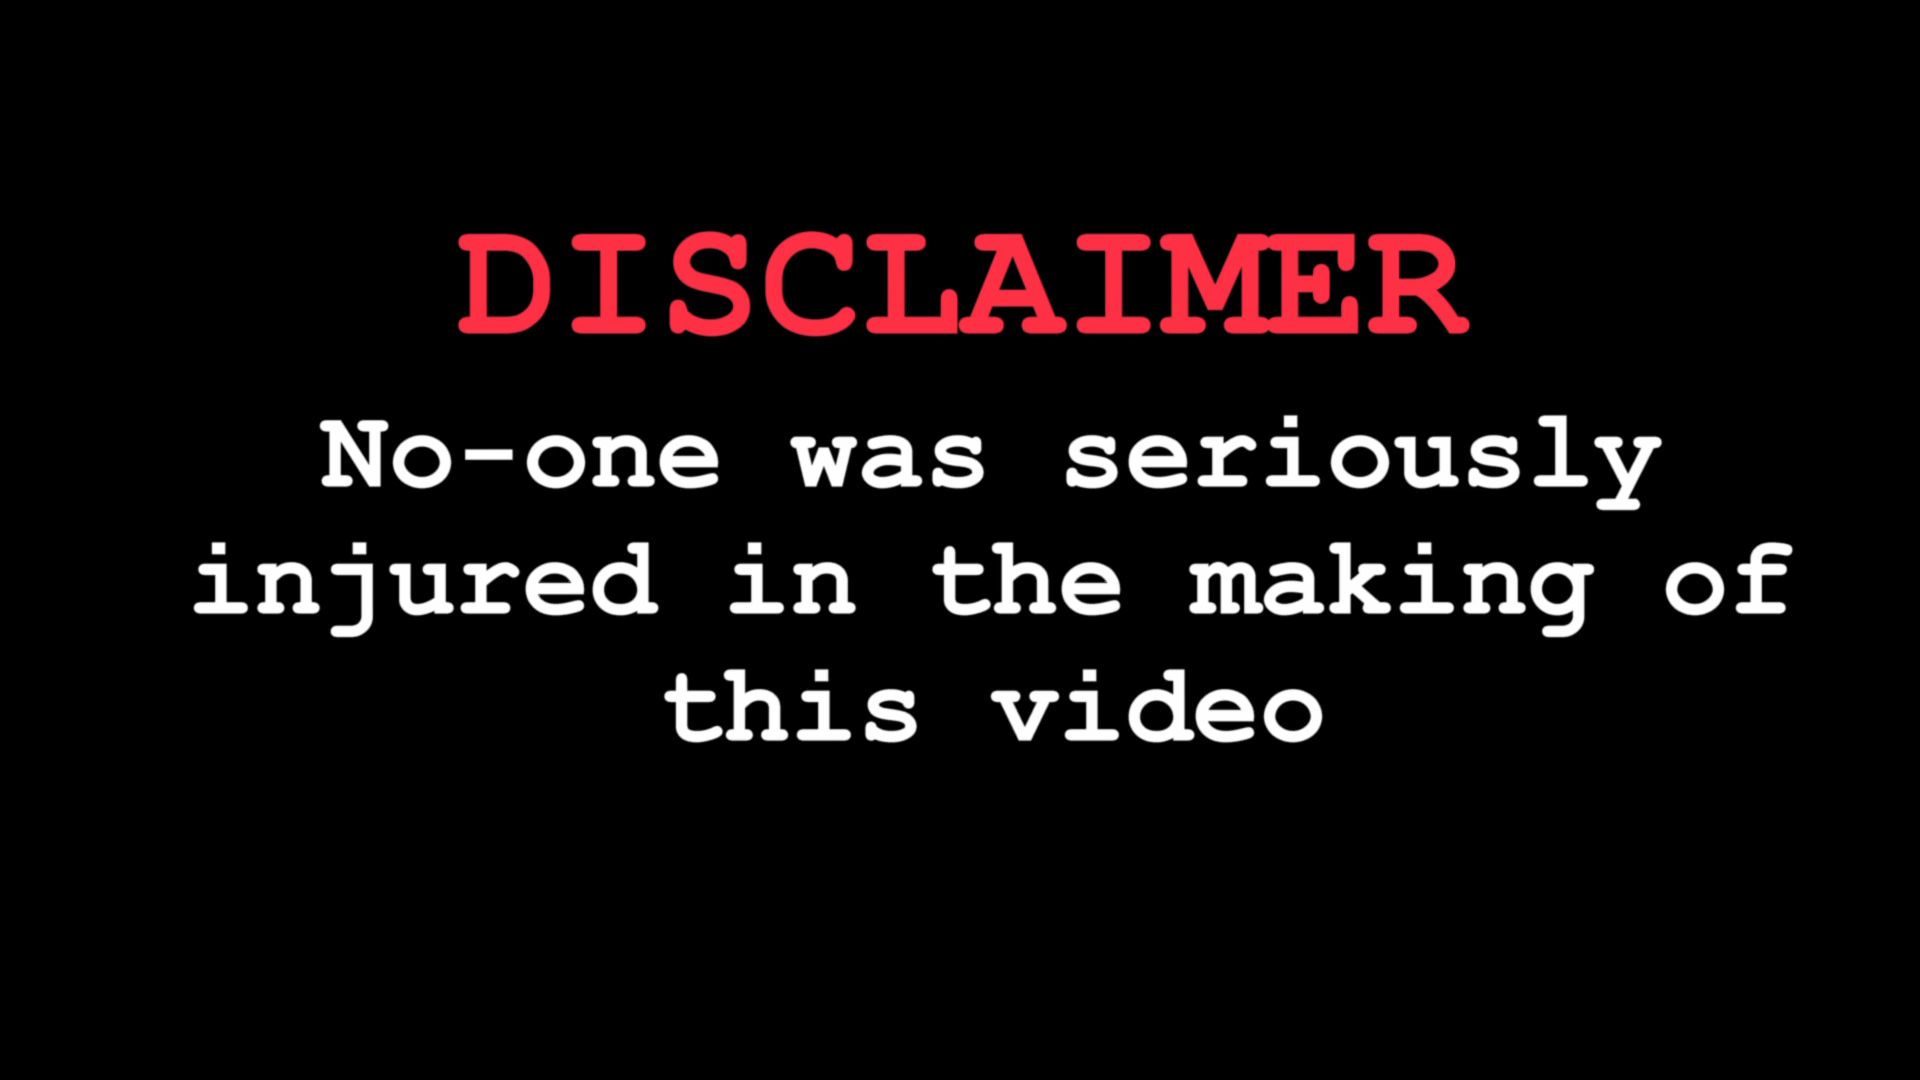 DISCLAIMER
No-one was seriously
injured in the making of
this video